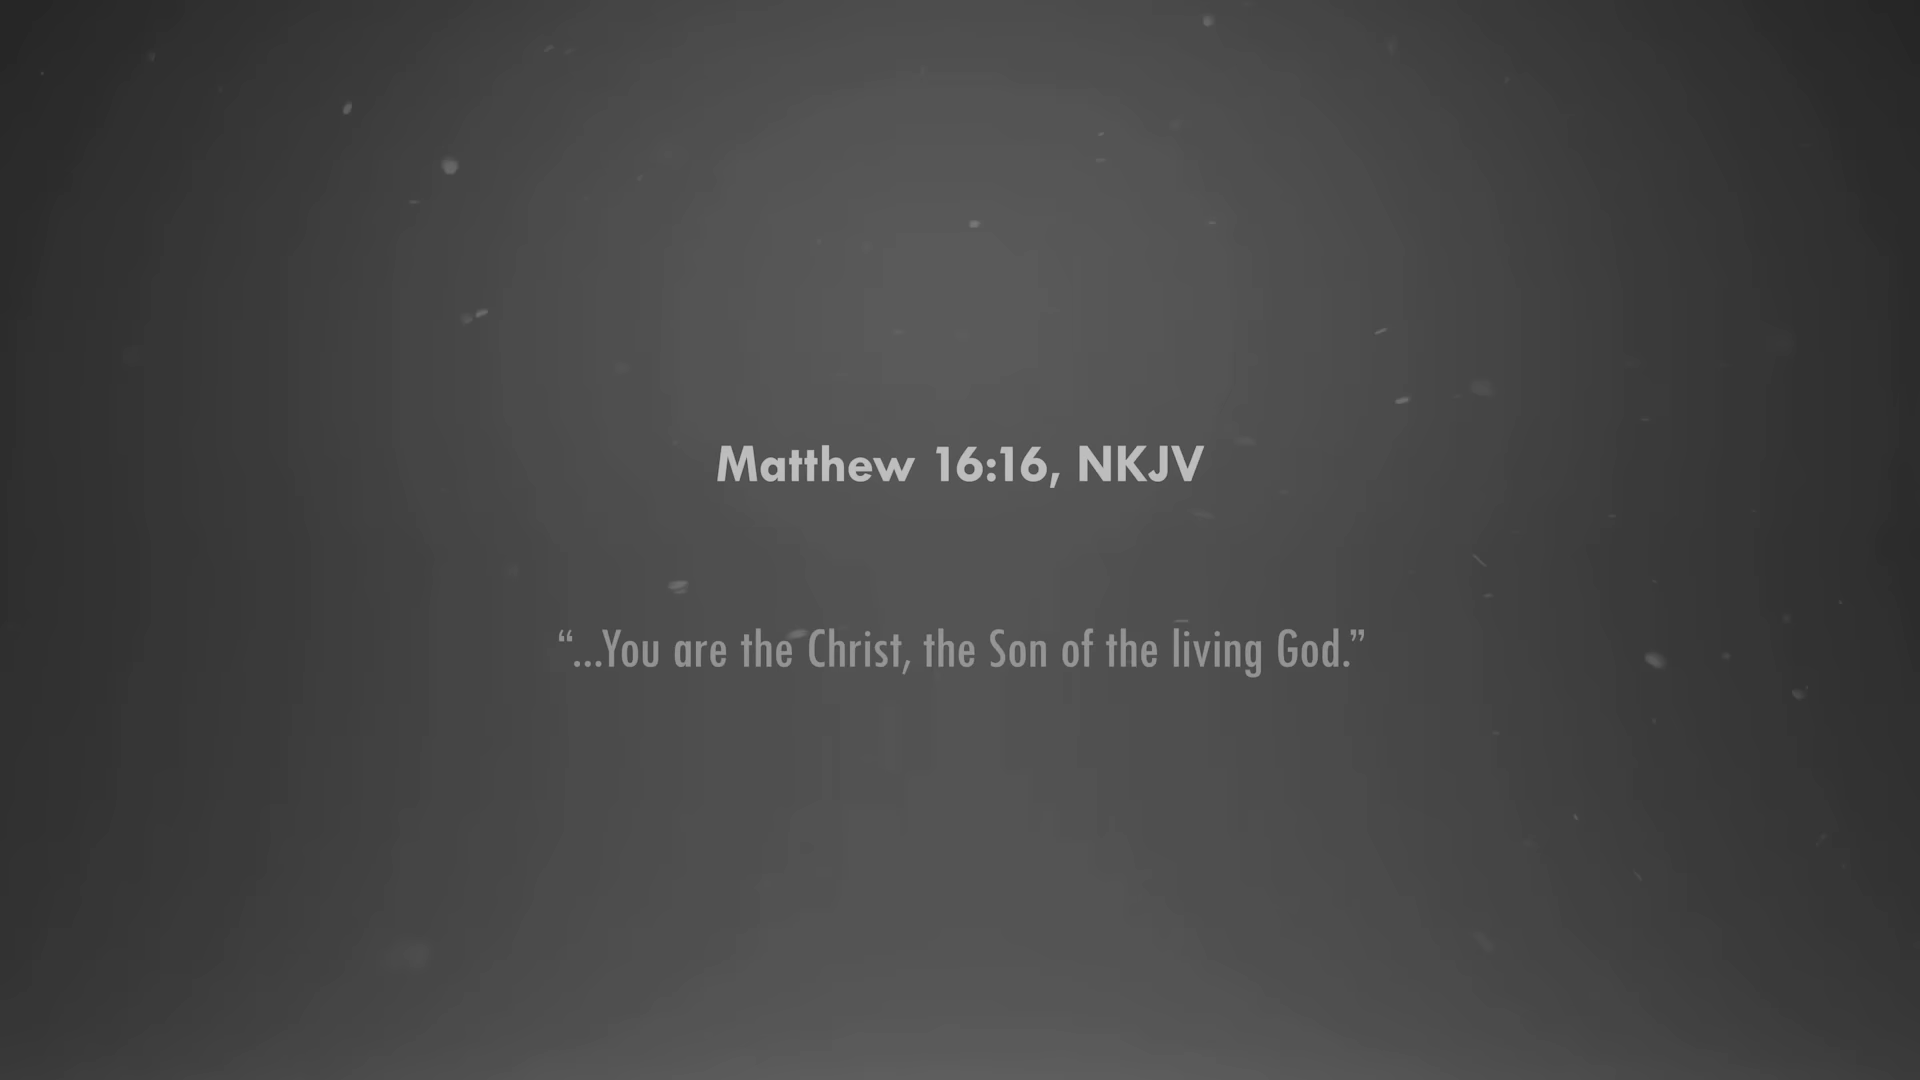 Matthew 16:16, NKJV
“...You are the Christ, the Son of the living God.”